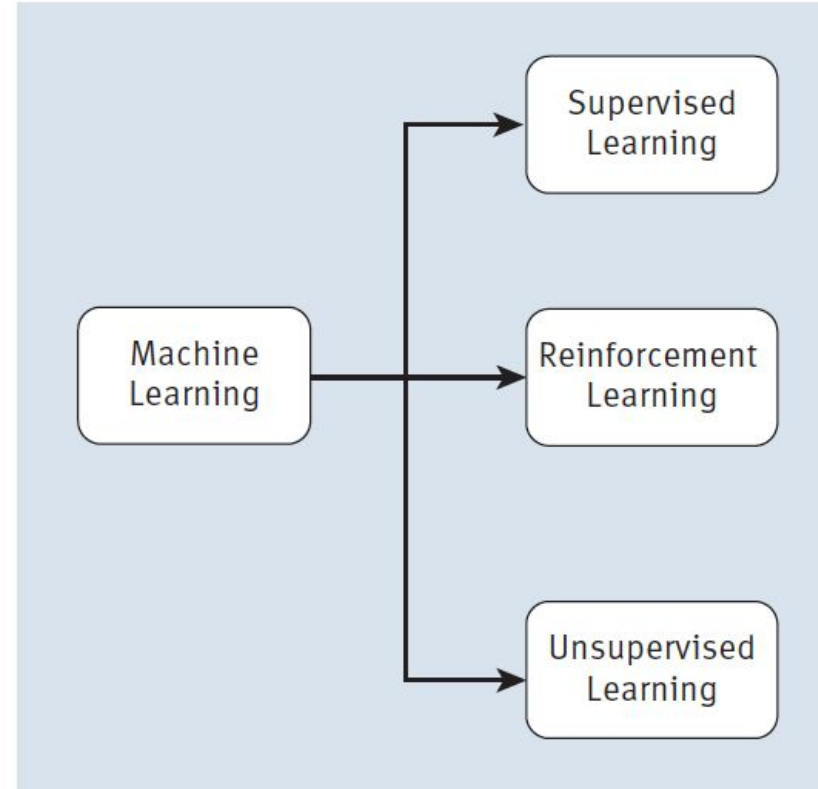 Supervised
Learning
Machine
Learning
Reinforcement
Learning
Unsupervised
Learning